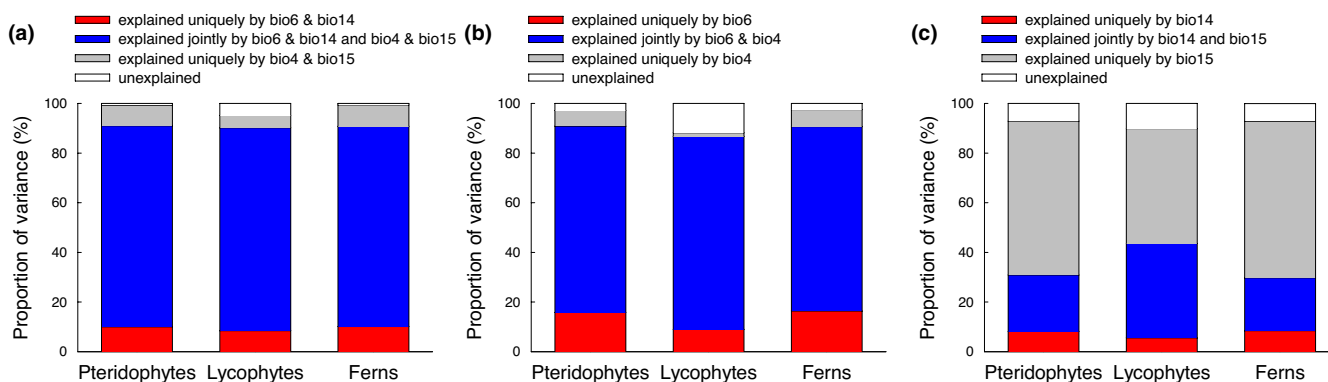 (a)
explained uniquely by bio6 & bio14
explained jointly by bio6 & bio14 and bio4 & bio15
explained uniquely by bio4 & bio15
unexplained
Proportion of variance (%)
100
80
60
40
20
0
Pteridophytes Lycophytes Ferns
(b)
explained uniquely by bio6
explained jointly by bio6 & bio4
explained uniquely by bio4
unexplained
Proportion of variance (%)
100
80
60
40
20
0
Pteridophytes Lycophytes Ferns
(c)
explained uniquely by bio14
explained jointly by bio14 and bio15
explained uniquely by bio15
unexplained
Proportion of variance (%)
100
80
60
40
20
0
Pteridophytes Lycophytes Ferns